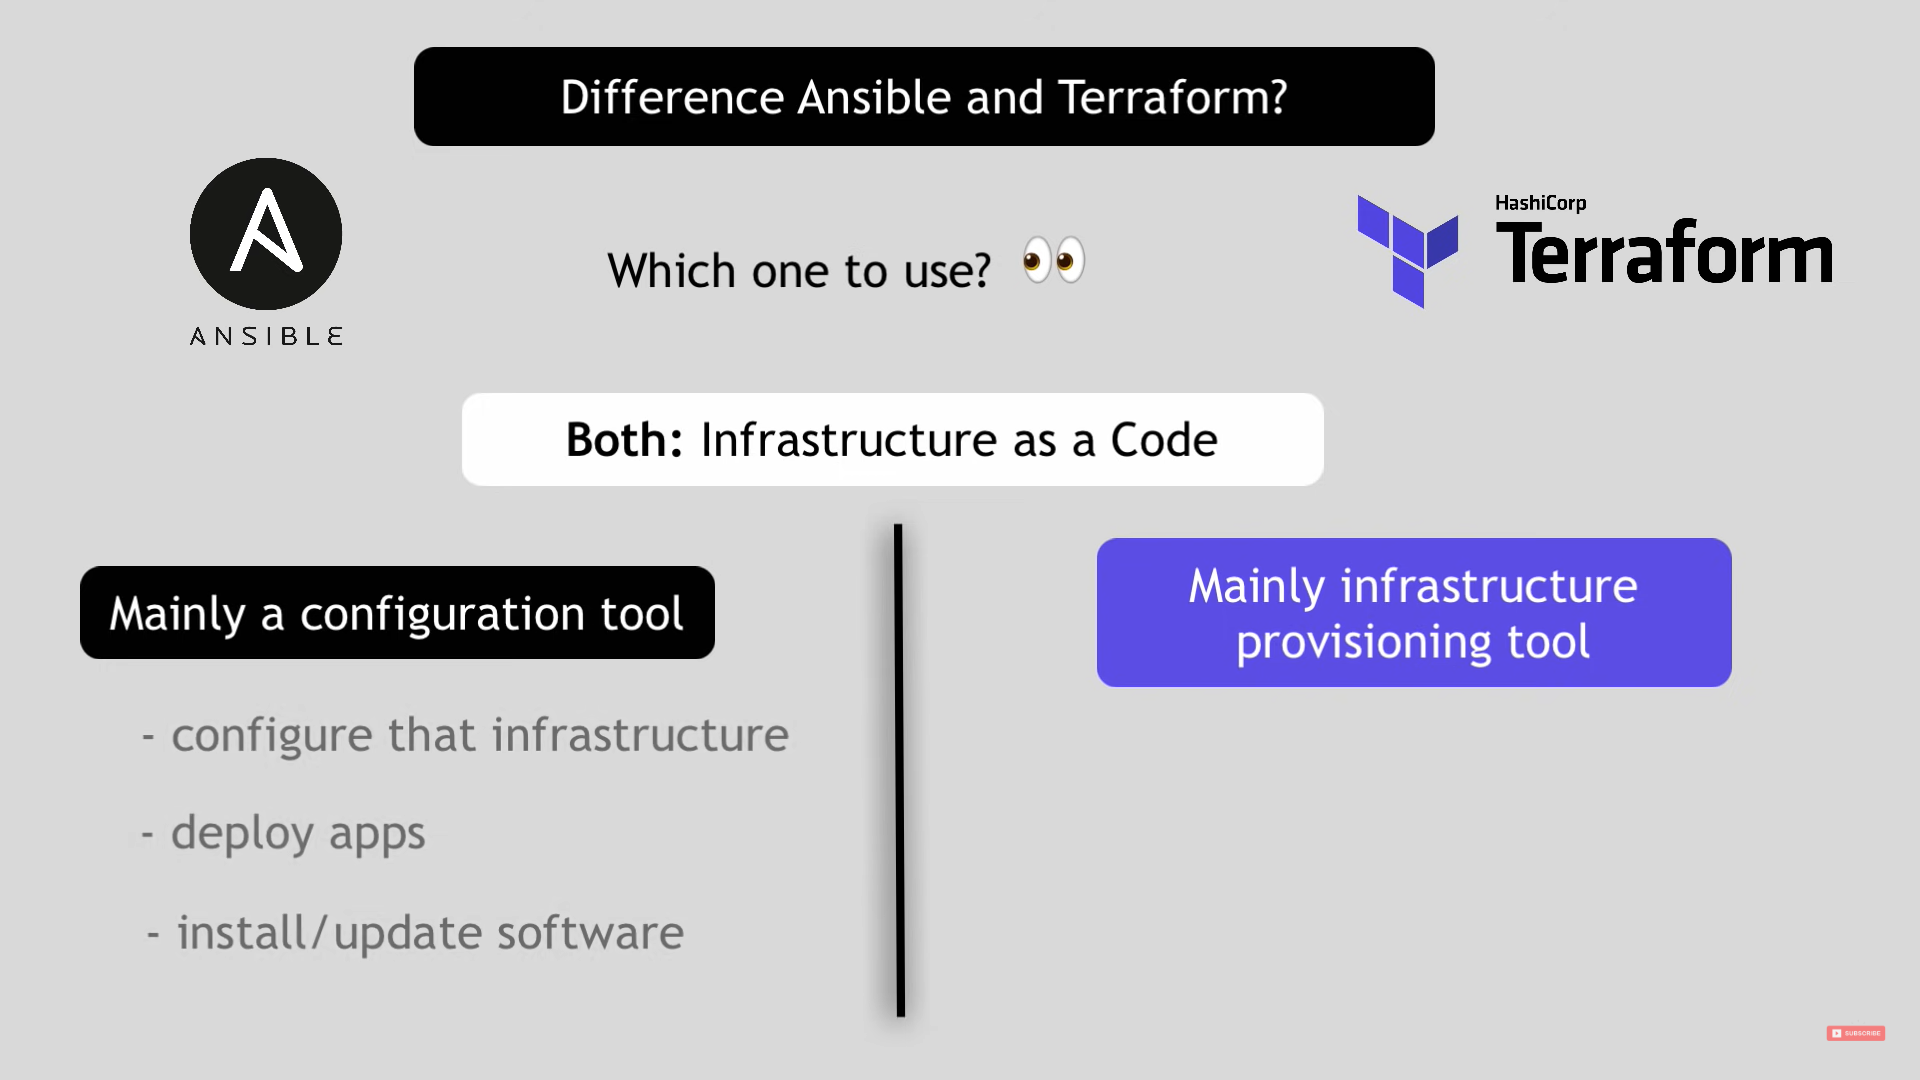 Difference Ansible and Terraform?
ANSIBLE
Which one to use?
HashiCorp
Terraform
Both: Infrastructure as a Code
Mainly a configuration tool
- configure that infrastructure
- deploy apps
- install/update software
Mainly infrastructure
provisioning tool
SUBSCRIBE